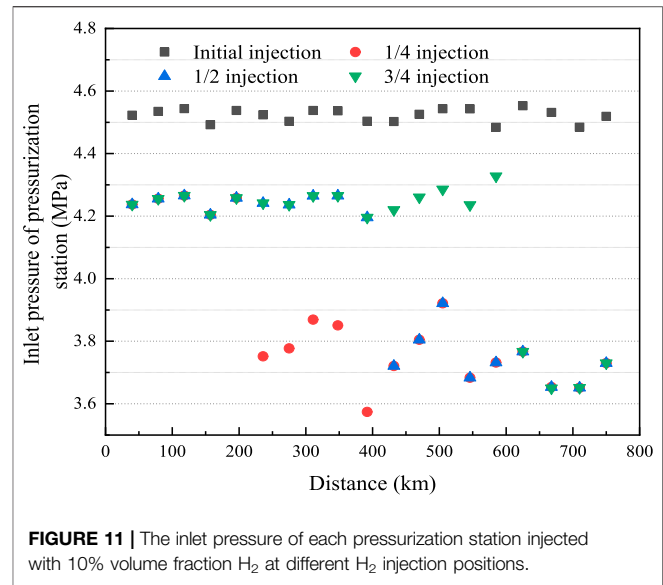 4.8
4.6
4.4
4.2
4.0
3.8
3.6
Inlet pressure of pressurization
station (MPa)
Initial injection
1/4 injection
1/2 injection
3/4 injection
0
100
200
300
400
500
600
700
800
Distance (km)
FIGURE 11 | The inlet pressure of each pressurization station injected
with 10% volume fraction H₂ at different H₂ injection positions.